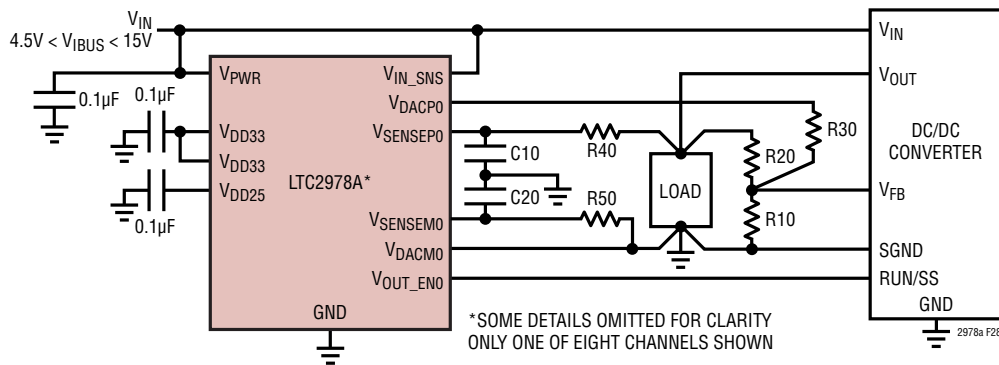 VIN
4.5V < VIBUS < 15V
0.1µF
0.1µF
0.1µF
VPWR
VDD33
VDD33
VDD25
LTC2978A*
GND
VIN_SNS
VDACP0
VSENSEP0
VSENSEM0
VDACM0
VOUT_EN0
C10
C20
R40
R50
LOAD
R20
R30
R10
VIN
VOUT
DC/DC
CONVERTER
VFB
SGND
RUN/SS
GND
*SOME DETAILS OMITTED FOR CLARITY
ONLY ONE OF EIGHT CHANNELS SHOWN
2978a F28